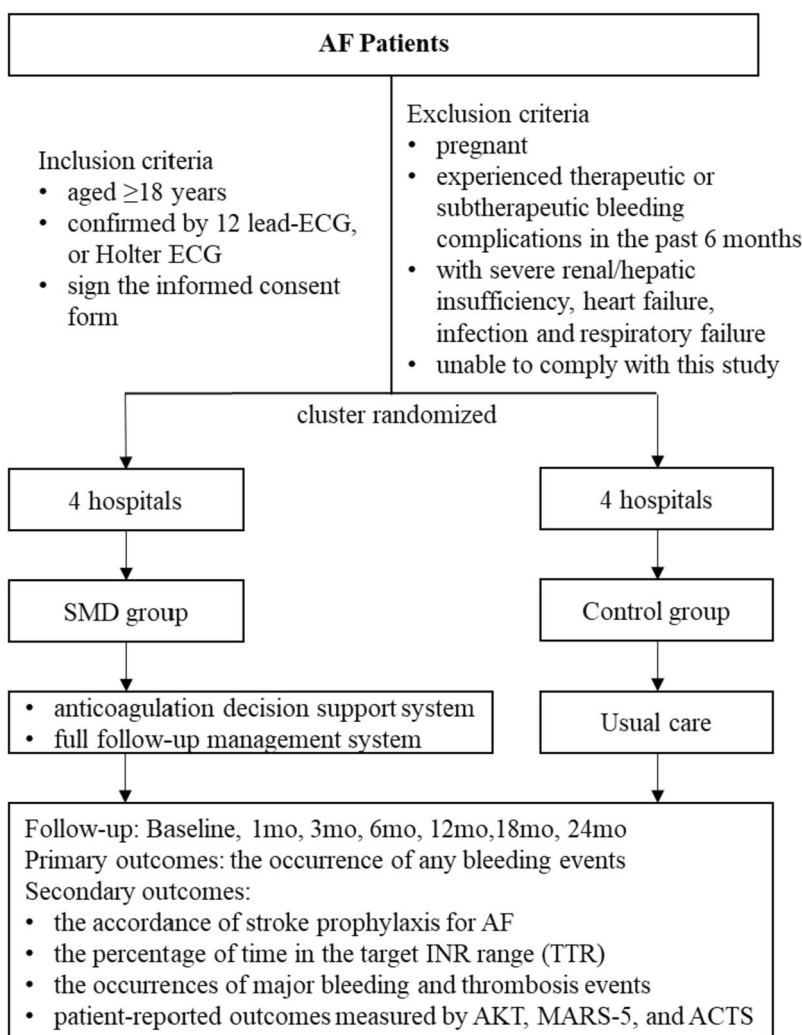 AF Patients
Inclusion criteria
• aged ≥18 years
• confirmed by 12 lead-ECG,
or Holter ECG
• sign the informed consent
form
Exclusion criteria
• pregnant
• experienced therapeutic or
subtherapeutic bleeding
complications in the past 6 months
• with severe renal/hepatic
insufficiency, heart failure,
infection and respiratory failure
• unable to comply with this study
cluster randomized
4 hospitals
4 hospitals
SMD group
Control group
• anticoagulation decision support system
• full follow-up management system
Usual care
Follow-up: Baseline, 1mo, 3mo, 6mo, 12mo,18mo, 24mo
Primary outcomes: the occurrence of any bleeding events
Secondary outcomes:
• the accordance of stroke prophylaxis for AF
• the percentage of time in the target INR range (TTR)
• the occurrences of major bleeding and thrombosis events
• patient-reported outcomes measured by AKT, MARS-5, and ACTS